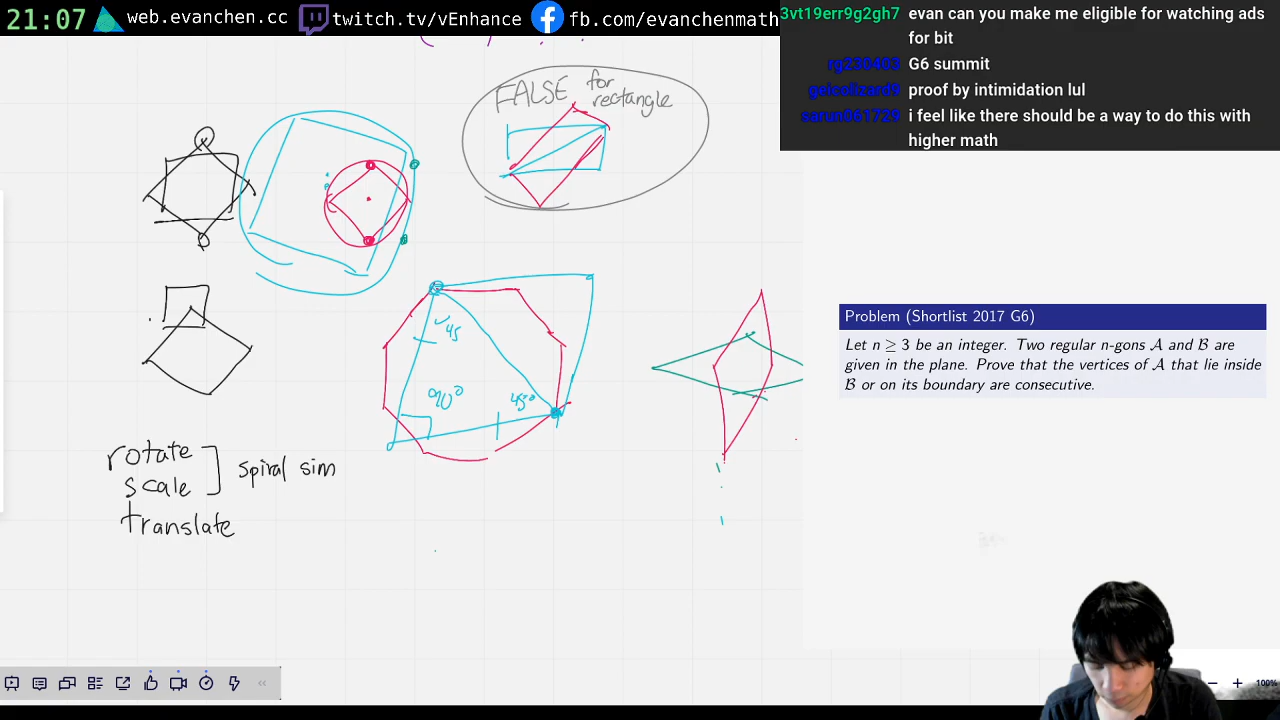 21:07 web.evanchen.cc twitch.tv/vEnhance fb.com/evanchenmath
3vt19err9g2gh7 evan can you make me eligible for watching ads
for bit
rg230403 G6 summit
geicolizard9 proof by intimidation lul
sarun061729 i feel like there should be a way to do this with
higher math
FALSE for
rectangle
45
90°
45°
Problem (Shortlist 2017 G6)
Let n ≥ 3 be an integer. Two regular n-gons 𝒜 and ℬ are
given in the plane. Prove that the vertices of 𝒜 that lie inside
ℬ or on its boundary are consecutive.
rotate
scale
spiral sim
translate
100%